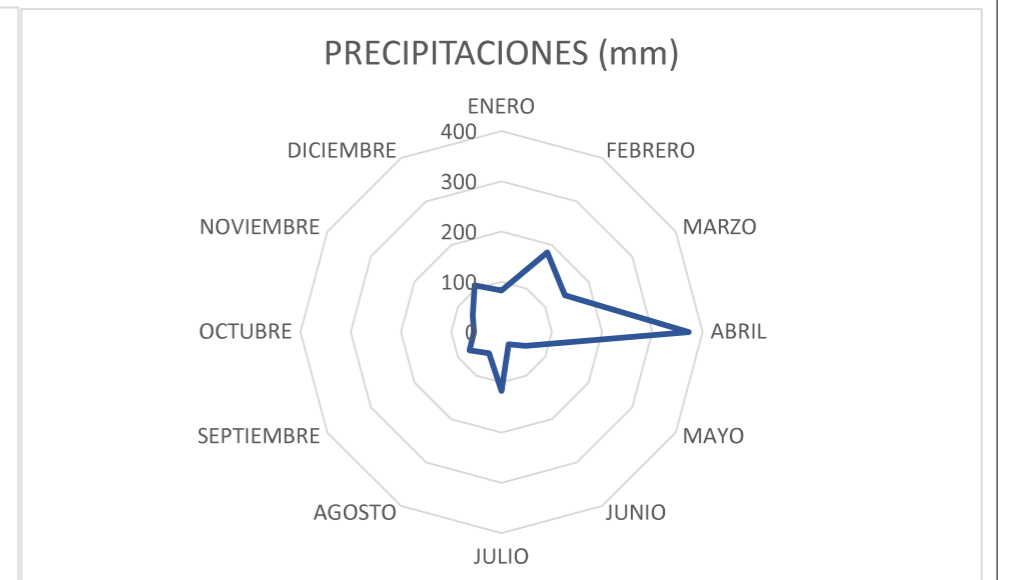 PRECIPITACIONES (mm)
ENERO
400
DICIEMBRE
FEBRERO
300
NOVIEMBRE
MARZO
200
100
OCTUBRE
0
ABRIL
SEPTIEMBRE
MAYO
AGOSTO
JUNIO
JULIO